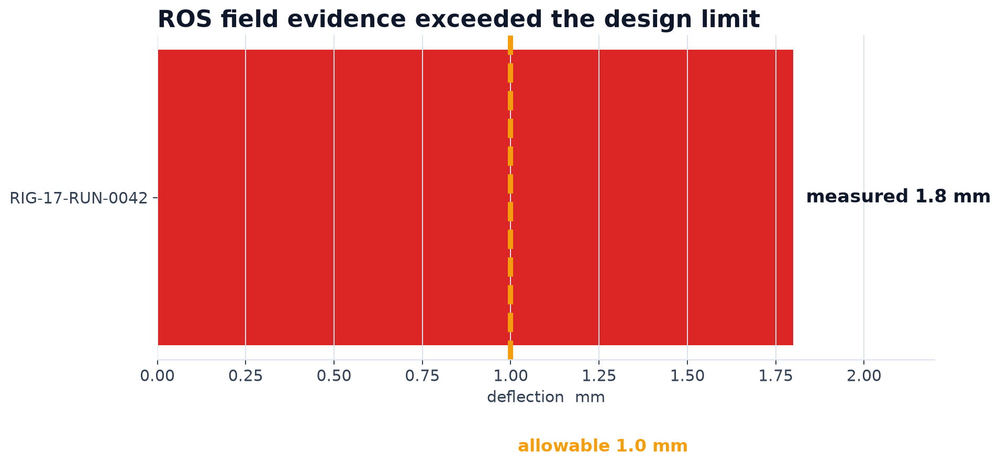 ROS field evidence exceeded the design limit
RIG-17-RUN-0042
measured 1.8 mm
0.00 0.25 0.50 0.75 1.00 1.25 1.50 1.75 2.00
deflection  mm
allowable 1.0 mm